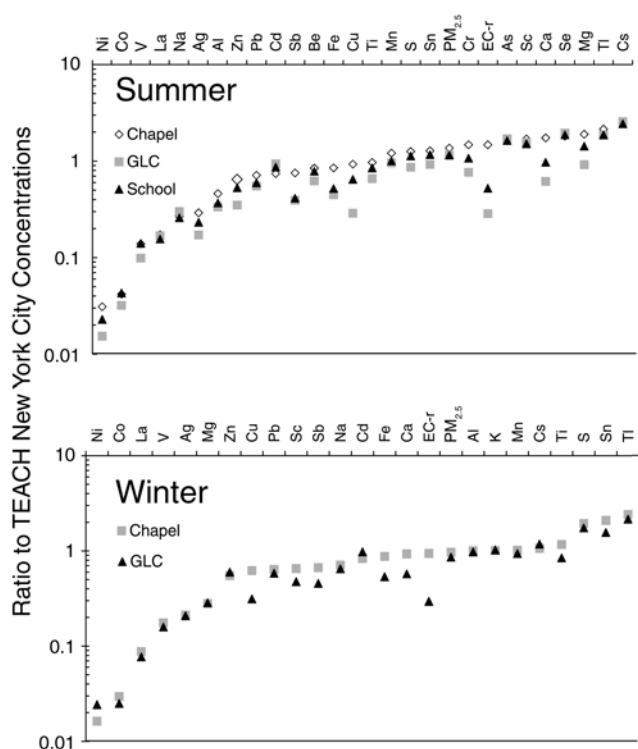 Ni Co V La Na Ag Al Zn Pb Cd Sb Be Fe Cu Ti Mn S Sn PM2.5 Cr EC-r As Sc Ca Se Mg Tl Cs
10
Summer
Chapel
1
GLC
School
0.1
0.01
Ratio to TEACH New York City Concentrations
Ni Co La V Ag Mg Zn Cu Pb Sc Sb Na Cd Fe Ca EC-r PM2.5 Al K Mn Cs Ti S Sn Tl
10
Winter
Chapel
1
GLC
0.1
0.01